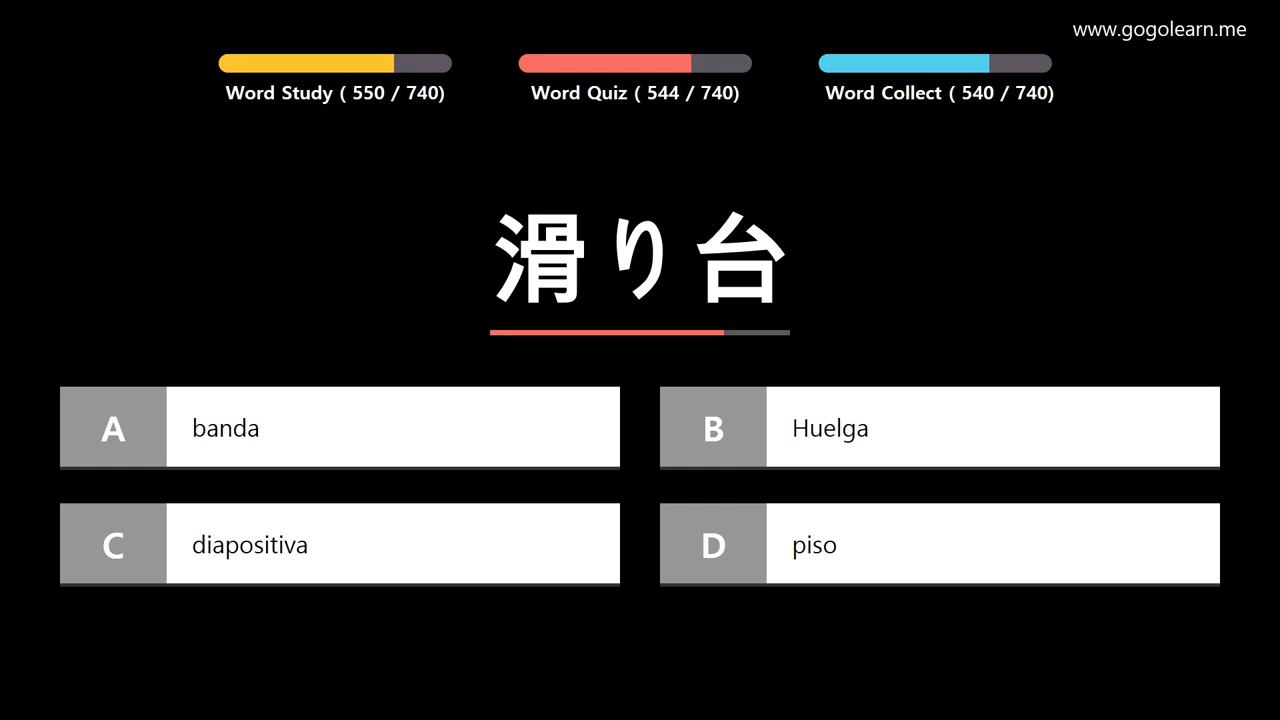 www.gogolearn.me
Word Study ( 550 / 740)
Word Quiz ( 544 / 740)
Word Collect ( 540 / 740)
滑り台
A banda
B Huelga
C diapositiva
D piso